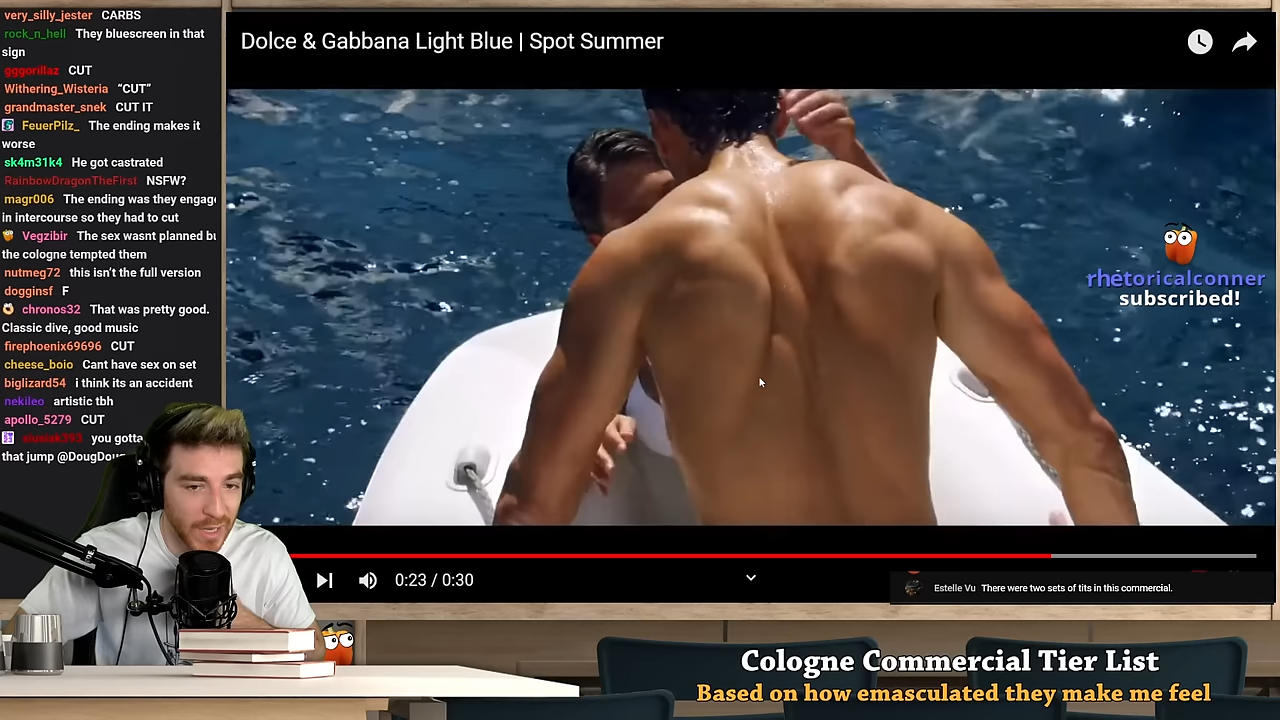 very_silly_jester CARBS
rock_n_hell They bluescreen in that
sign
gggorillaz CUT
Withering_Wisteria “CUT”
grandmaster_snek CUT IT
FeuerPilz_ The ending makes it
worse
sk4m31k4 He got castrated
RainbowDragonTheFirst NSFW?
magr006 The ending was they engage
in intercourse so they had to cut
Vegzibir The sex wasnt planned bu
the cologne tempted them
nutmeg72 this isn’t the full version
dogginsf F
chronos32 That was pretty good.
Classic dive, good music
firephoenix69696 CUT
cheese_boio Cant have sex on set
biglizard54 i think its an accident
nekileo artistic tbh
apollo_5279 CUT
you gotta
that jump @DougDoug
Dolce & Gabbana Light Blue | Spot Summer
rhetoricalconner
subscribed!
0:23 / 0:30
Estelle Vu There were two sets of tits in this commercial.
Cologne Commercial Tier List
Based on how emasculated they make me feel